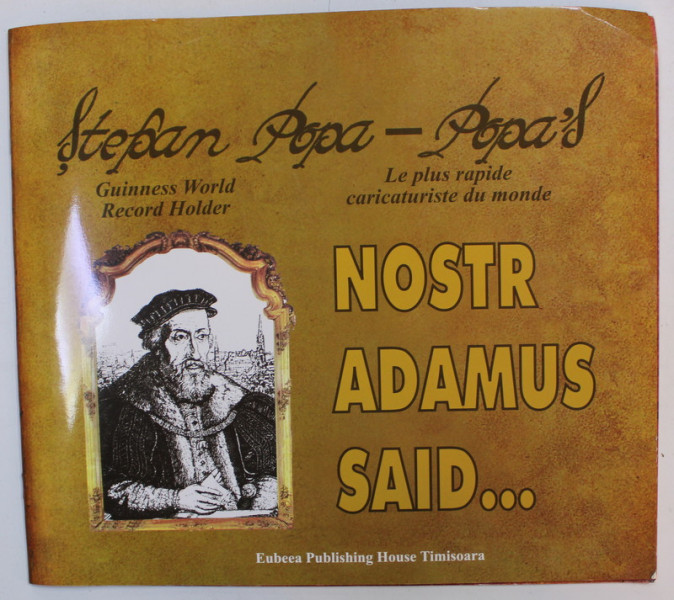 Ștefan Popa – Popa's
Guinness World
Record Holder
Le plus rapide
caricaturiste du monde
NOSTR
ADAMUS
SAID...
Eubeea Publishing House Timisoara